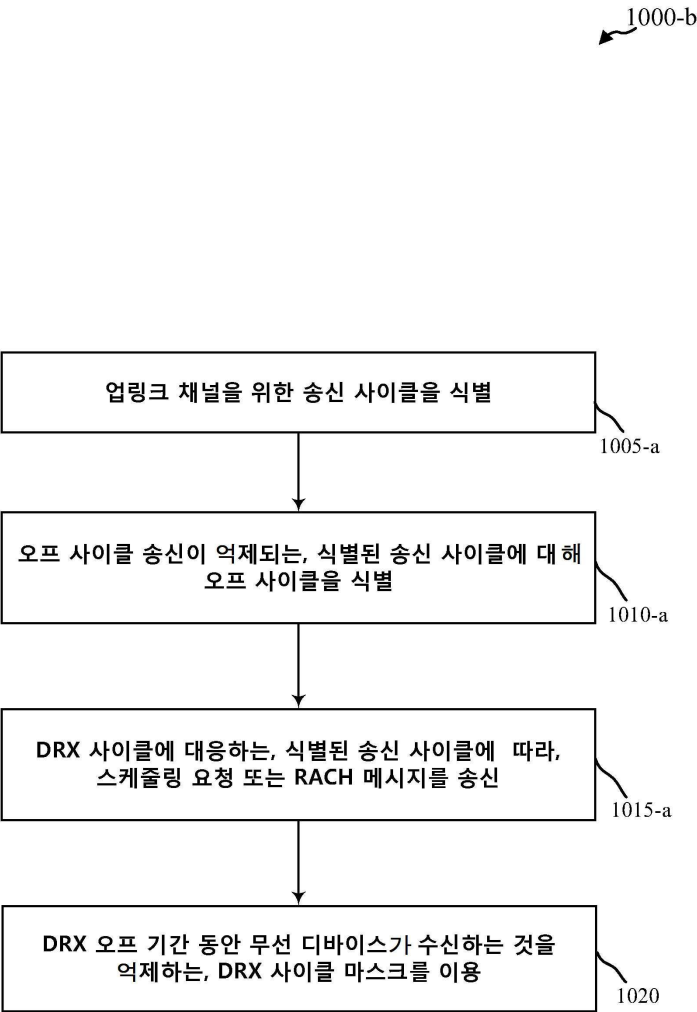 1000-b
업링크 채널을 위한 송신 사이클을 식별
1005-a
오프 사이클 송신이 억제되는, 식별된 송신 사이클에 대해
오프 사이클을 식별
1010-a
DRX 사이클에 대응하는, 식별된 송신 사이클에 따라,
스케줄링 요청 또는 RACH 메시지를 송신
1015-a
DRX 오프 기간 동안 무선 디바이스가 수신하는 것을
억제하는, DRX 사이클 마스크를 이용
1020